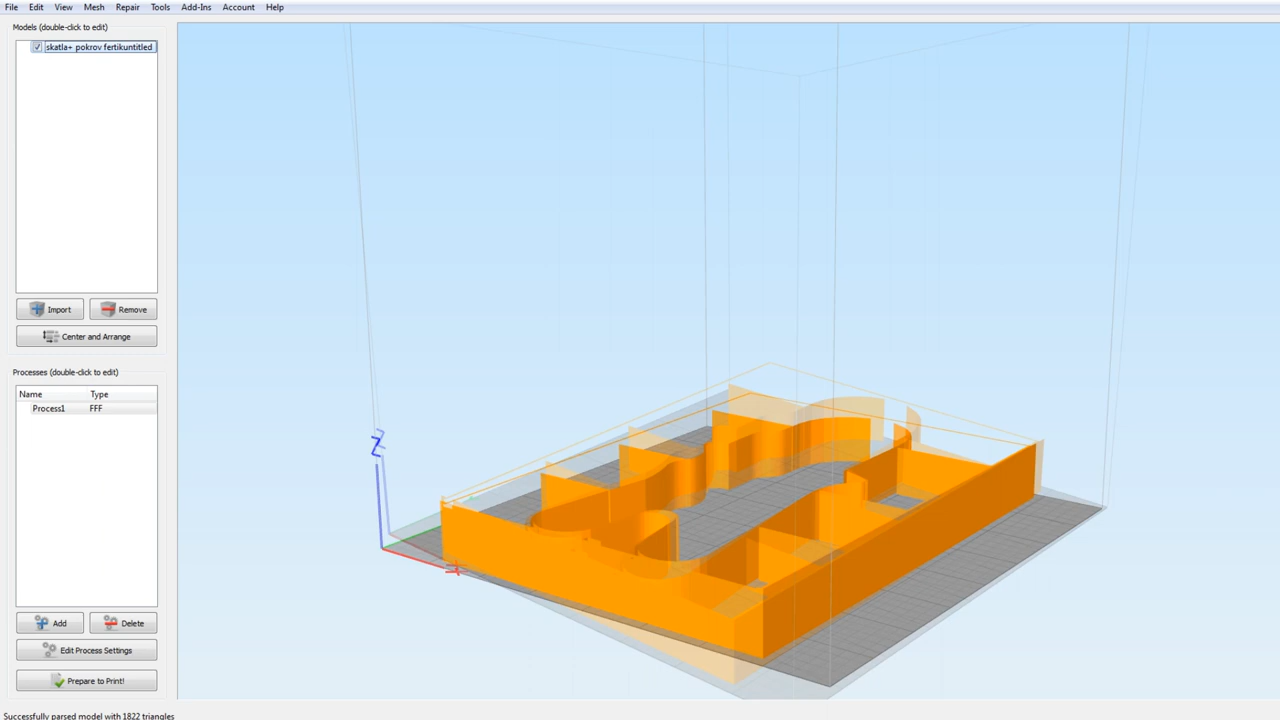 File Edit View Mesh Repair Tools Add-Ins Account Help
Models (double-click to edit)
skatla+ pokrov fertikuntitled
Import Remove
Center and Arrange
Processes (double-click to edit)
Name Type
Process1 FFF
Add Delete
Edit Process Settings
Prepare to Print!
Z
X
Successfully parsed model with 1822 triangles